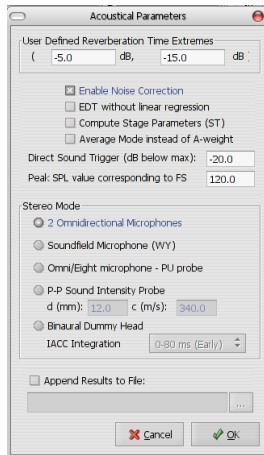 Acoustical Parameters
User Defined Reverberation Time Extremes
( -5.0 dB, -15.0 dB )
Enable Noise Correction
EDT without linear regression
Compute Stage Parameters (ST)
Average Mode instead of A-weight
Direct Sound Trigger (dB below max): -20.0
Peak SPL value corresponding to FS 120.0
Stereo Mode
2 Omnidirectional Microphones
Soundfield Microphone (WY)
Omni/Eight microphone - PU probe
P-P Sound Intensity Probe
d (mm): 12.0 c (m/s): 340.0
Binaural Dummy Head
IACC Integration 0-80 ms (Early)
Append Results to File:
...
Cancel OK